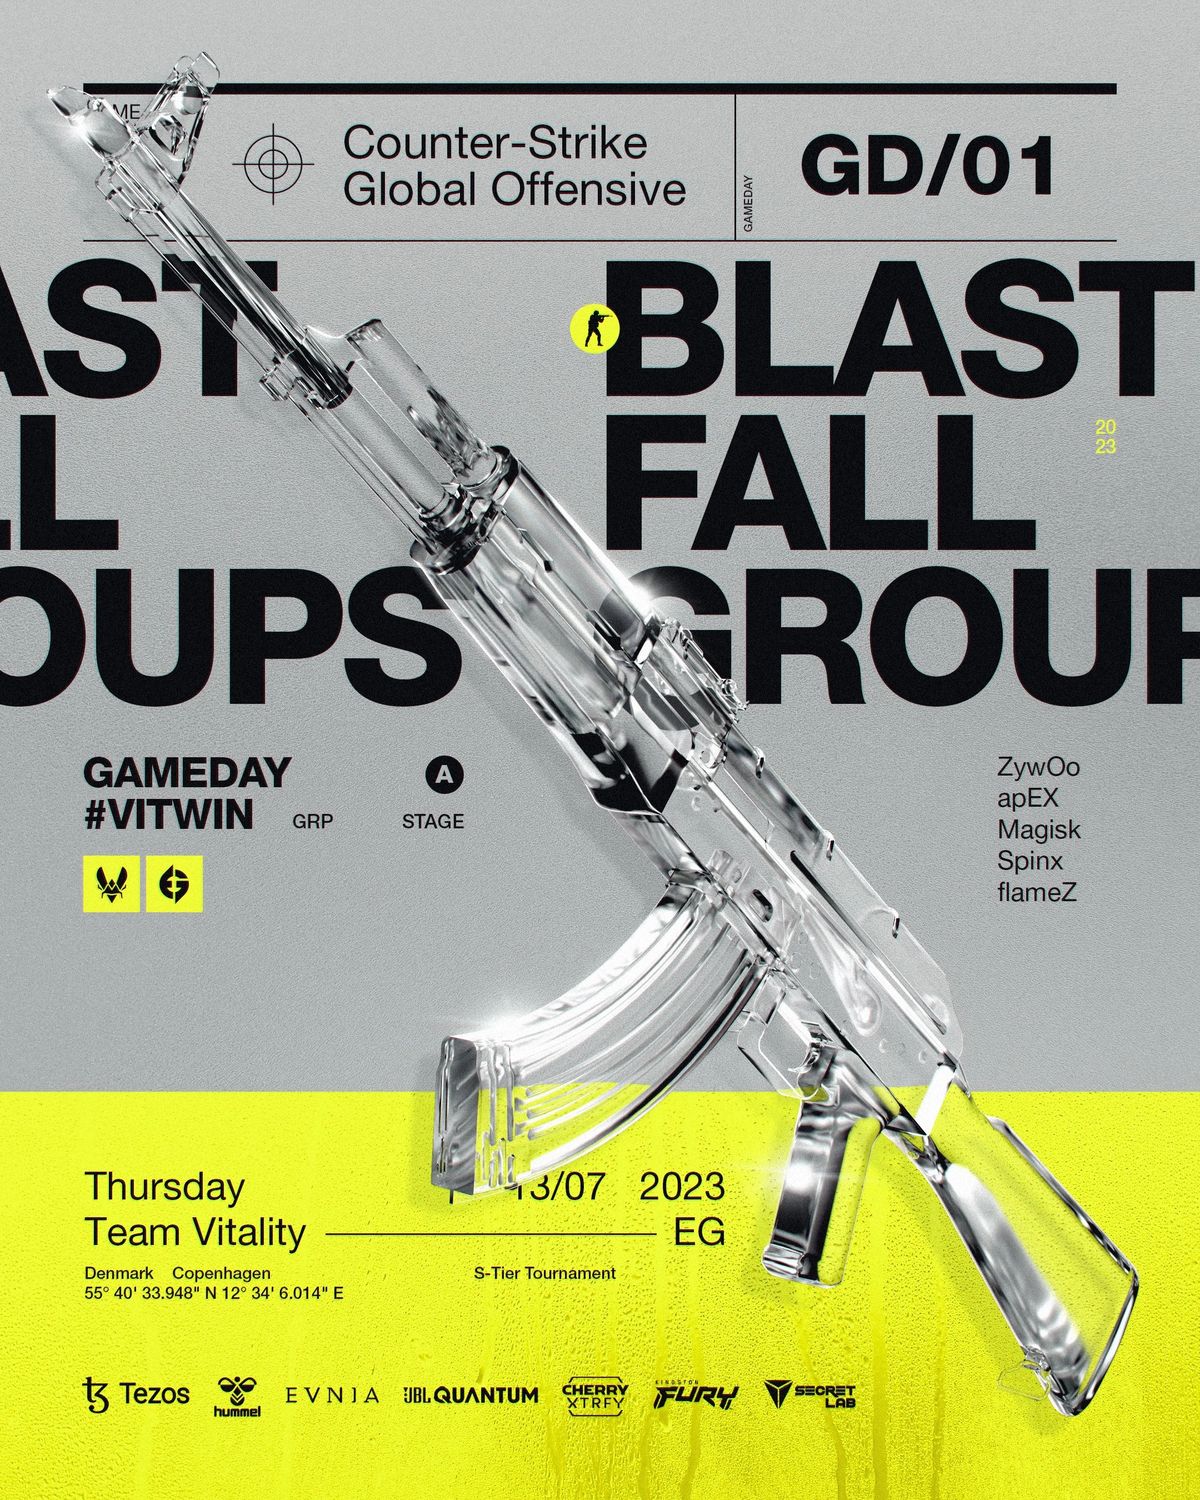 Counter-Strike
Global Offensive
GAMEDAY
GD/01
AST BLAST
LL FALL
20
23
OUPS GROUP
GAMEDAY
#VITWIN
GRP
A
STAGE
ZywOo
apEX
Magisk
Spinx
flameZ
Thursday 13/07 2023
Team Vitality EG
Denmark Copenhagen
S-Tier Tournament
55° 40' 33.948" N 12° 34' 6.014" E
Tezos
hummel
EVNIA
JBL QUANTUM
CHERRY
XTRFY
KINGSTON
FURY
SECRET
LAB